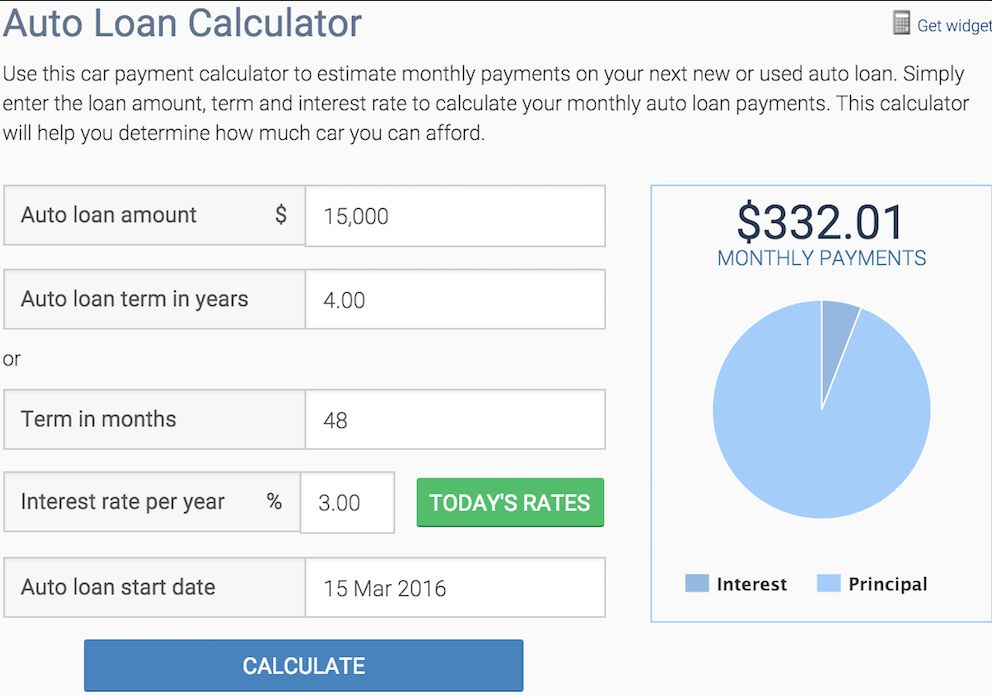 Auto Loan Calculator
Get widget
Use this car payment calculator to estimate monthly payments on your next new or used auto loan. Simply
enter the loan amount, term and interest rate to calculate your monthly auto loan payments. This calculator
will help you determine how much car you can afford.
Auto loan amount $ 15,000
$332.01
MONTHLY PAYMENTS
Auto loan term in years 4.00
or
Term in months 48
Interest rate per year % 3.00 TODAY'S RATES
Auto loan start date 15 Mar 2016
Interest Principal
CALCULATE